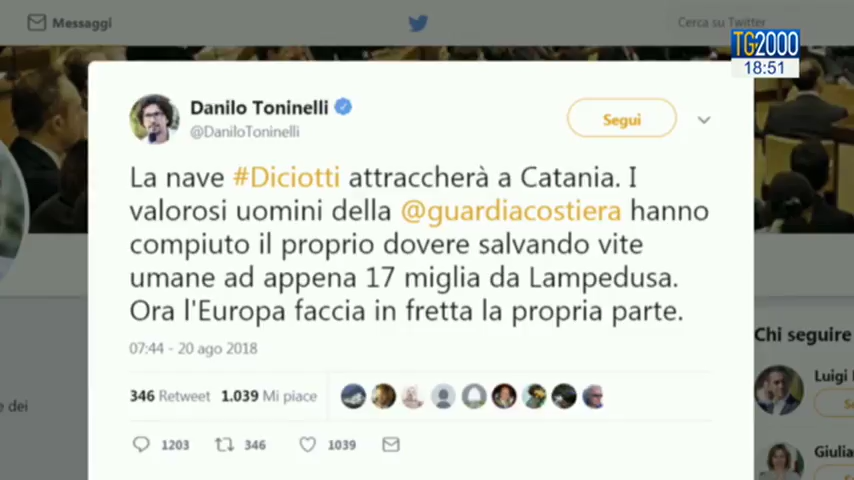 Messaggi
Cerca su Twitter
TG2000
18:51
Danilo Toninelli
@DaniloToninelli
Segui
La nave #Diciotti attraccherà a Catania. I
valorosi uomini della @guardiacostiera hanno
compiuto il proprio dovere salvando vite
umane ad appena 17 miglia da Lampedusa.
Ora l'Europa faccia in fretta la propria parte.
07:44 - 20 ago 2018
346 Retweet 1.039 Mi piace
1203 346 1039
e dei
Chi seguire
Luigi
Giulia